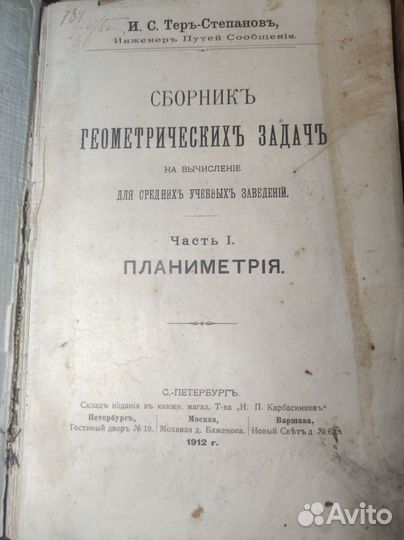 184
И. С. Теръ-Степановъ,
Инженеръ Путей Сообщенія.
СБОРНИКЪ
ГЕОМЕТРИЧЕСКИХЪ ЗАДАЧЪ
НА ВЫЧИСЛЕНІЕ
ДЛЯ СРЕДНИХЪ УЧЕБНЫХЪ ЗАВЕДЕНІЙ.
Часть I.
ПЛАНИМЕТРІЯ.
С.-ПЕТЕРБУРГЪ.
Складъ изданія въ книжн. магаз. Т-ва „Н. П. Карбасниковъ“
Петербургъ, Москва, Варшава,
Гостиный дворъ № 19. Моховая д. Баженова. Новый Свѣтъ д №
1912 г.
Avito